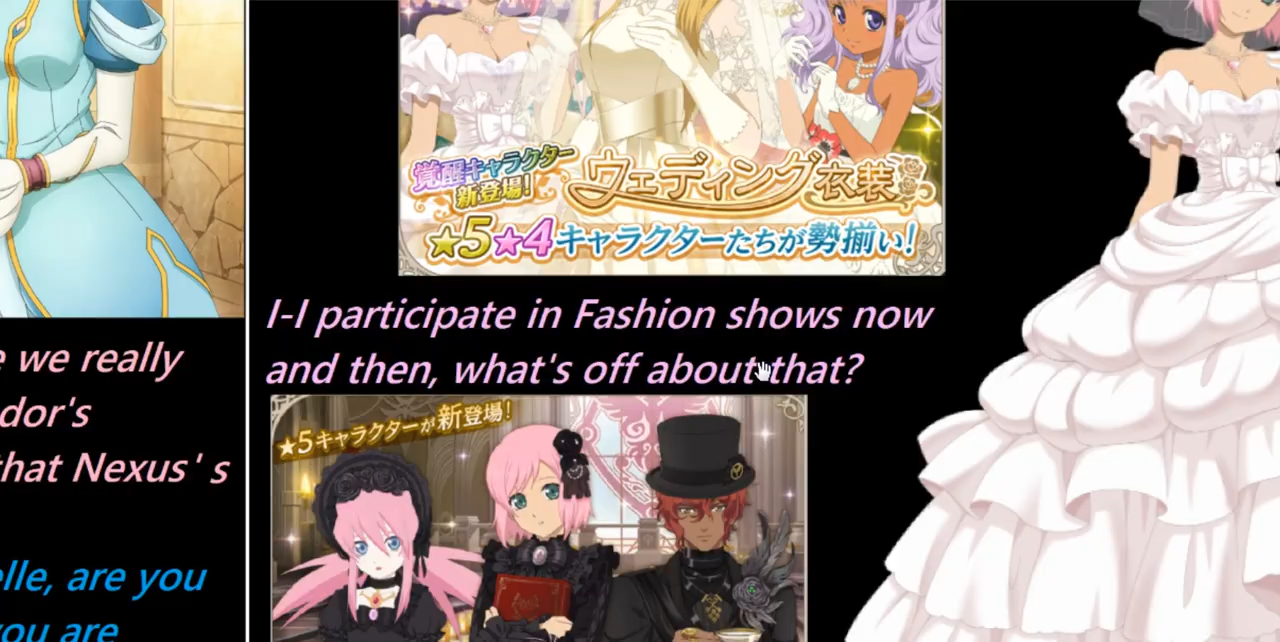 覚醒キャラクター
新登場!
ウェディング衣装
★5★4キャラクターたちが勢揃い!
I-I participate in Fashion shows now
and then, what's off about that?
★5キャラクターが新登場!
e we really
dor's
that Nexus's
elle, are you
you are